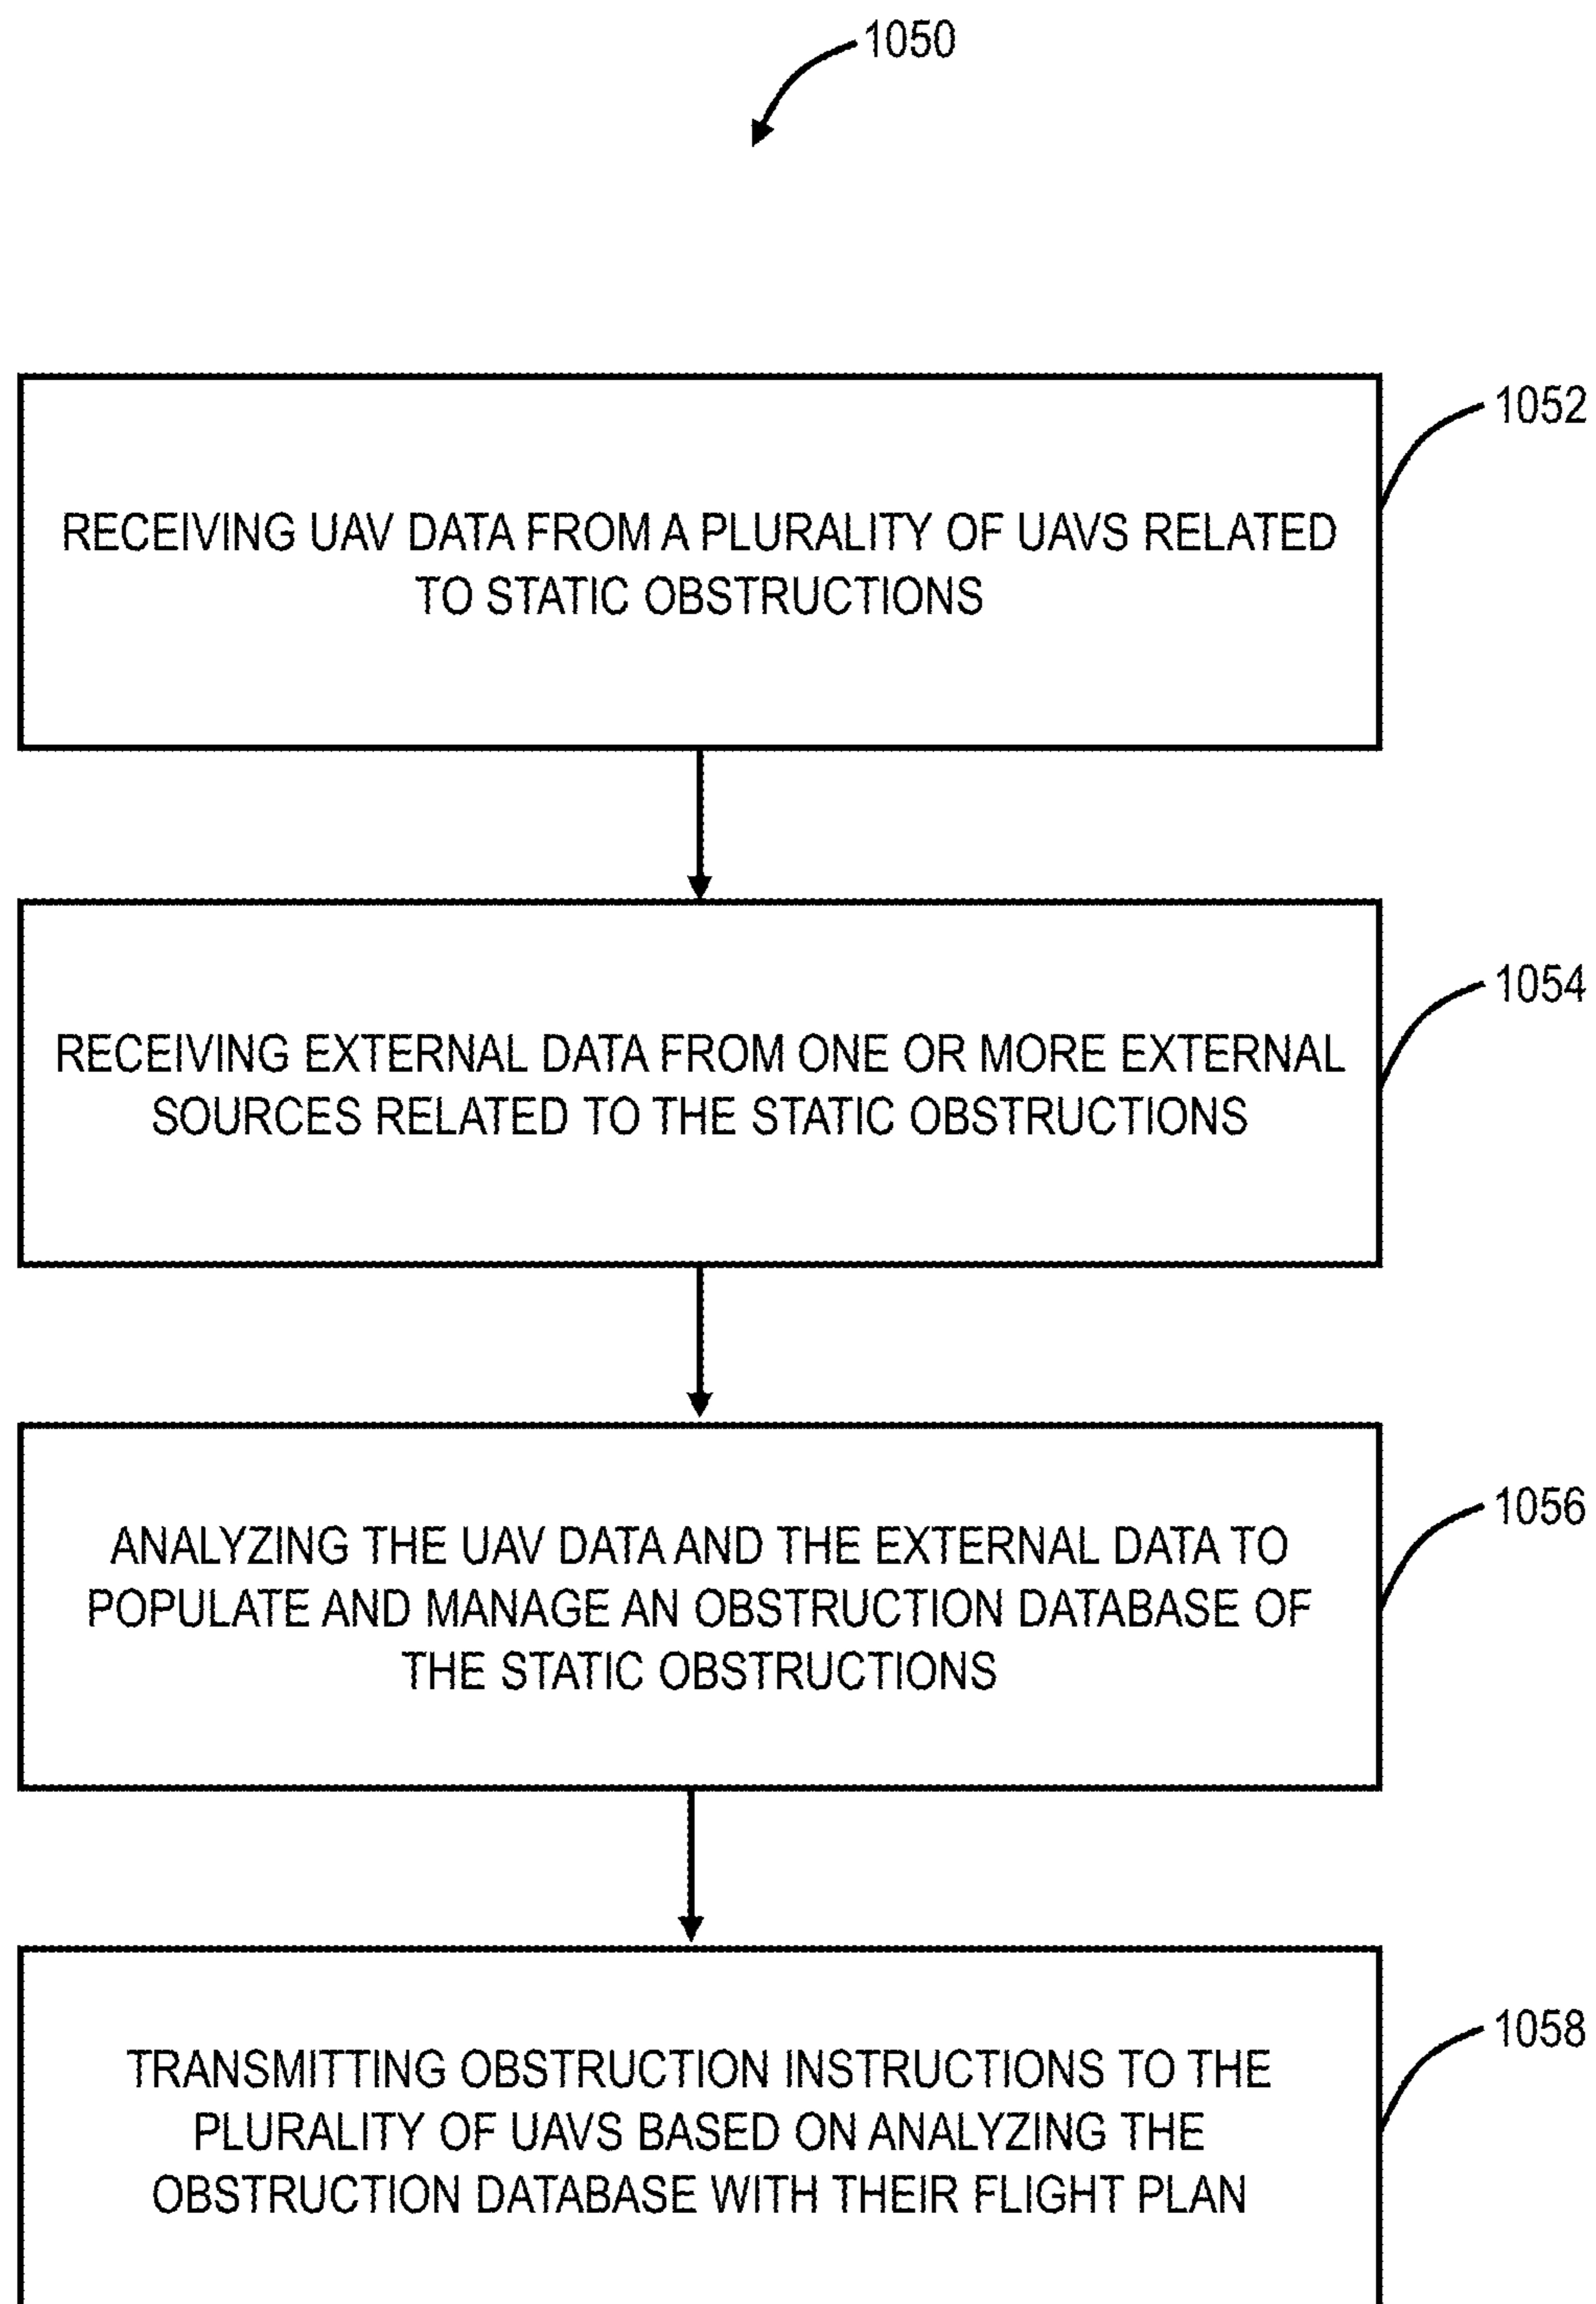 1050
1052
RECEIVING UAV DATA FROM A PLURALITY OF UAVS RELATED
TO STATIC OBSTRUCTIONS
1054
RECEIVING EXTERNAL DATA FROM ONE OR MORE EXTERNAL
SOURCES RELATED TO THE STATIC OBSTRUCTIONS
1056
ANALYZING THE UAV DATA AND THE EXTERNAL DATA TO
POPULATE AND MANAGE AN OBSTRUCTION DATABASE OF
THE STATIC OBSTRUCTIONS
1058
TRANSMITTING OBSTRUCTION INSTRUCTIONS TO THE
PLURALITY OF UAVS BASED ON ANALYZING THE
OBSTRUCTION DATABASE WITH THEIR FLIGHT PLAN